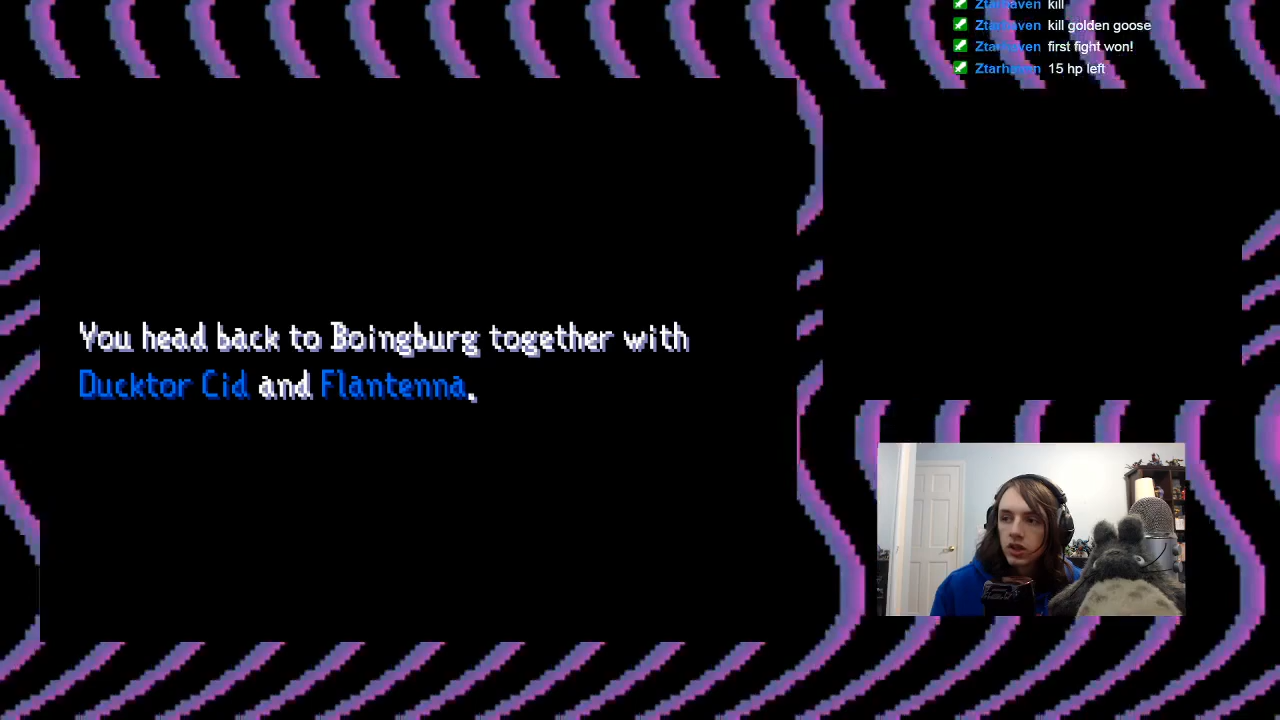 Ztarhaven kill
Ztarhaven kill golden goose
Ztarhaven first fight won!
Ztarhaven 15 hp left
You head back to Boingburg together with
Ducktor Cid and Flantenna.